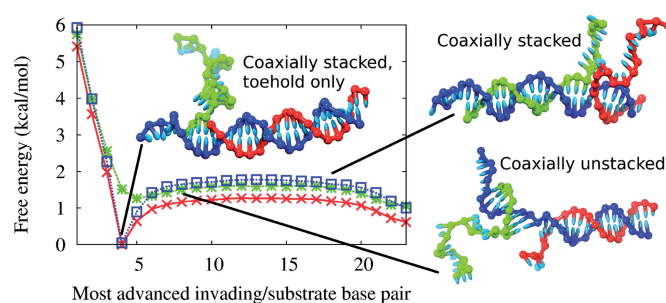 Free energy (kcal/mol)
6
5
4
3
2
1
0
5
10
15
20
Most advanced invading/substrate base pair
Coaxially stacked,
toehold only
Coaxially stacked
Coaxially unstacked